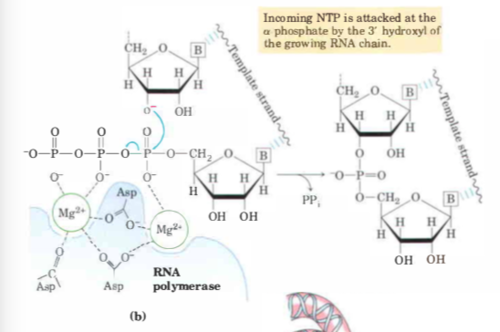 Incoming NTP is attacked at the
α phosphate by the 3′ hydroxyl of
the growing RNA chain.
CH₂ O B
H H
H H
O⁻ OH
Template strand
O O O
⁻O–P–O–P–O–P–O–CH₂ O B
O⁻ O⁻ O⁻
H H
H H
OH OH
Mg²⁺
Asp
O
O⁻
Mg²⁺
O
O O⁻
Asp
Asp
RNA
polymerase
PPᵢ
CH₂ O B
H H
H H
O OH
⁻O–P=O
O–CH₂ O B
H H
H H
OH OH
Template strand
(b)